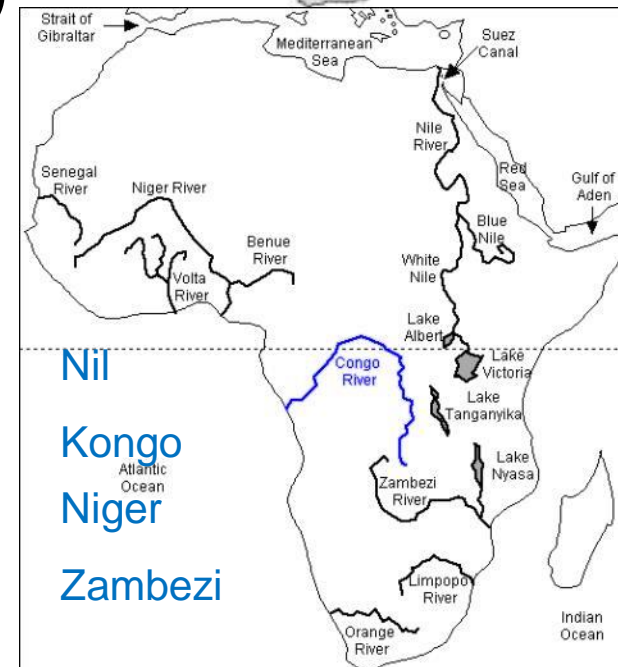 )
Strait of
Gibraltar
Mediterranean
Sea
Suez
Canal
Nile
River
Red
Sea
Gulf of
Aden
Senegal
River
Niger River
Benue
River
Volta
River
Blue
Nile
White
Nile
Lake
Albert
Lake
Victoria
Congo
River
Lake
Tanganyika
Lake
Nyasa
Zambezi
River
Nil
Kongo
Atlantic
Ocean
Niger
Zambezi
Limpopo
River
Orange
River
Indian
Ocean